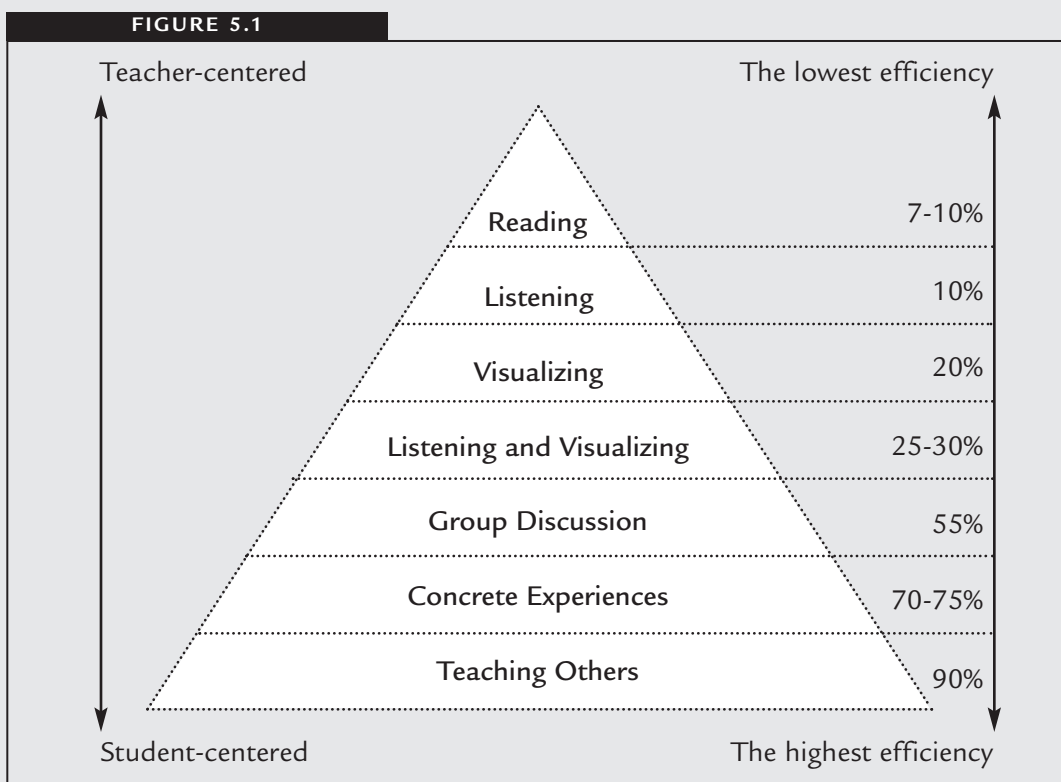 FIGURE 5.1
Teacher-centered
The lowest efficiency
Reading
7-10%
Listening
10%
Visualizing
20%
Listening and Visualizing
25-30%
Group Discussion
55%
Concrete Experiences
70-75%
Teaching Others
90%
Student-centered
The highest efficiency